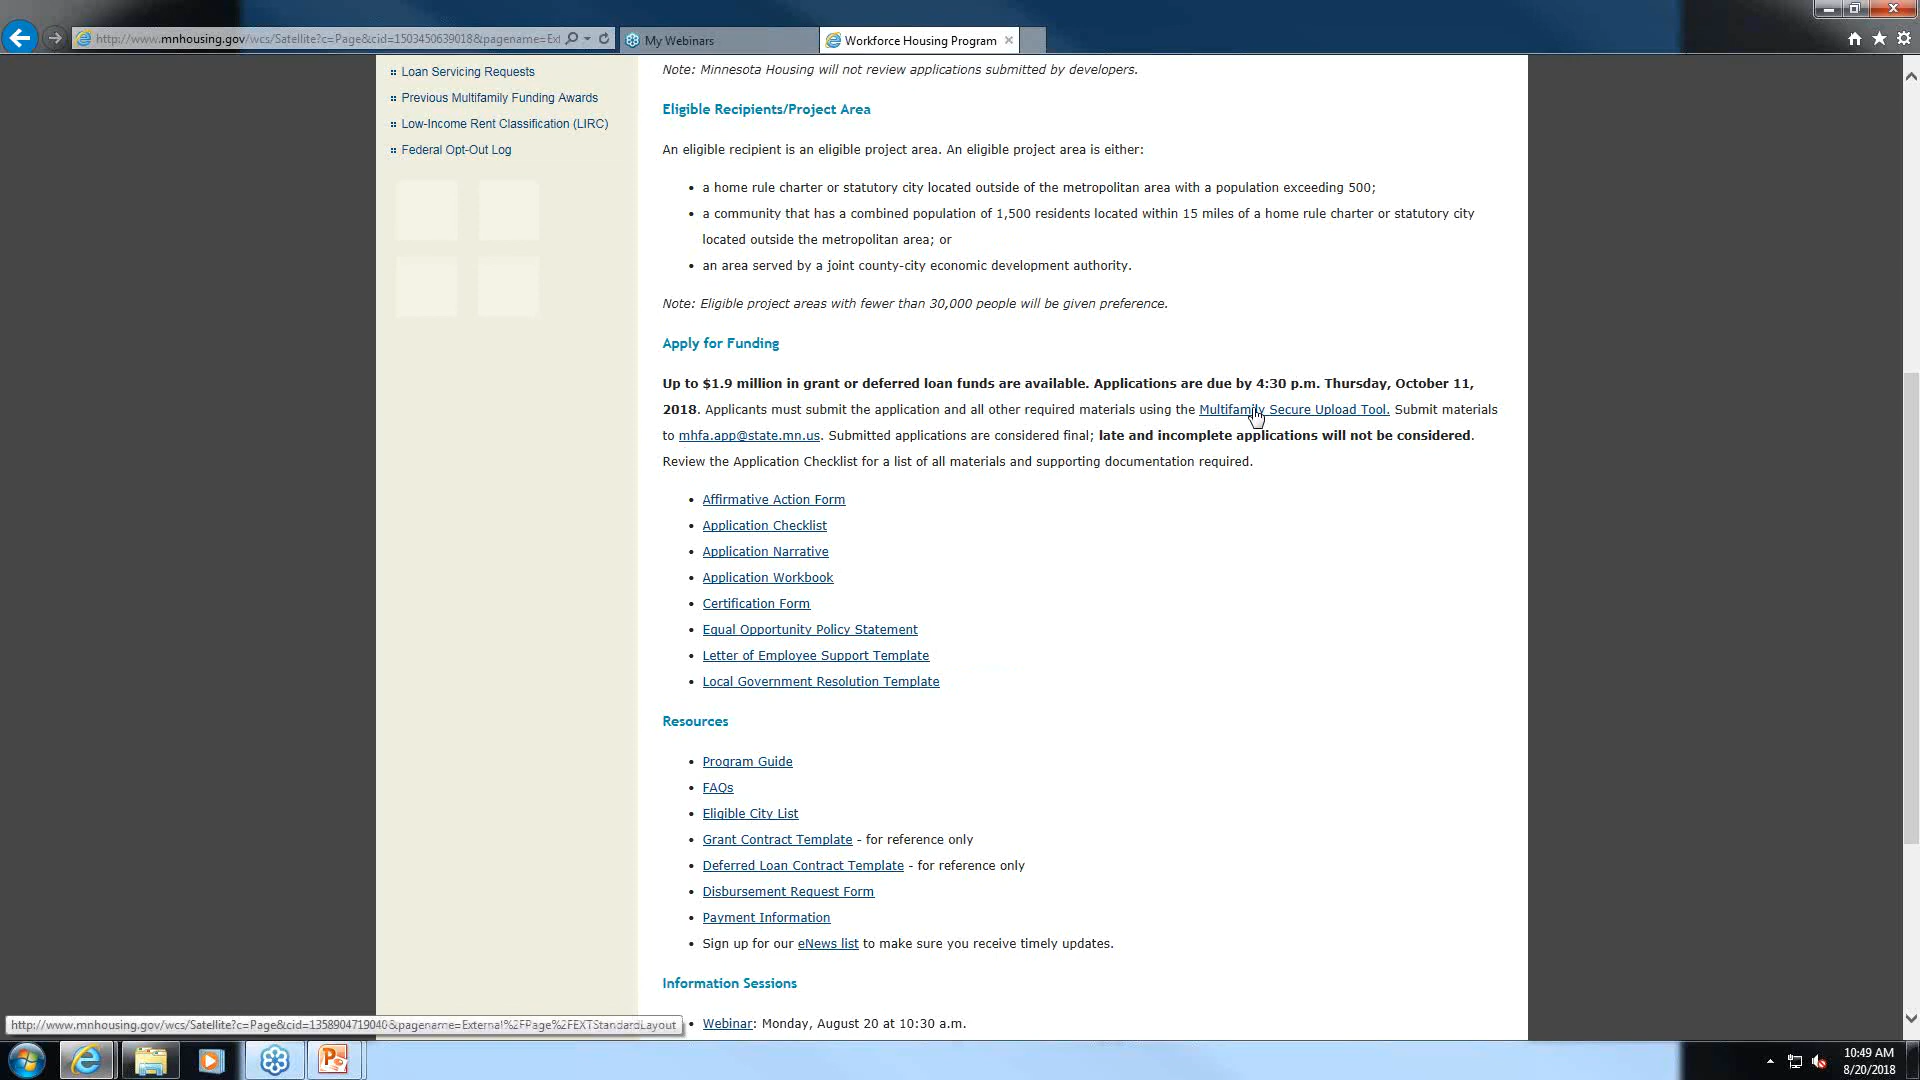 http://www.mnhousing.gov/wcs/Satellite?c=Page&cid=1503450639018&pagename=Ext
My Webinars
Workforce Housing Program
Loan Servicing Requests
Previous Multifamily Funding Awards
Low-Income Rent Classification (LIRC)
Federal Opt-Out Log
Note: Minnesota Housing will not review applications submitted by developers.
Eligible Recipients/Project Area
An eligible recipient is an eligible project area. An eligible project area is either:
• a home rule charter or statutory city located outside of the metropolitan area with a population exceeding 500;
• a community that has a combined population of 1,500 residents located within 15 miles of a home rule charter or statutory city
located outside the metropolitan area; or
• an area served by a joint county-city economic development authority.
Note: Eligible project areas with fewer than 30,000 people will be given preference.
Apply for Funding
Up to $1.9 million in grant or deferred loan funds are available. Applications are due by 4:30 p.m. Thursday, October 11,
2018. Applicants must submit the application and all other required materials using the Multifamily Secure Upload Tool. Submit materials
to mhfa.app@state.mn.us. Submitted applications are considered final; late and incomplete applications will not be considered.
Review the Application Checklist for a list of all materials and supporting documentation required.
• Affirmative Action Form
• Application Checklist
• Application Narrative
• Application Workbook
• Certification Form
• Equal Opportunity Policy Statement
• Letter of Employee Support Template
• Local Government Resolution Template
Resources
• Program Guide
• FAQs
• Eligible City List
• Grant Contract Template - for reference only
• Deferred Loan Contract Template - for reference only
• Disbursement Request Form
• Payment Information
• Sign up for our eNews list to make sure you receive timely updates.
Information Sessions
• Webinar: Monday, August 20 at 10:30 a.m.
http://www.mnhousing.gov/wcs/Satellite?c=Page&cid=1358904719040&pagename=External%2FPage%2FEXTStandardLayout
10:49 AM
8/20/2018